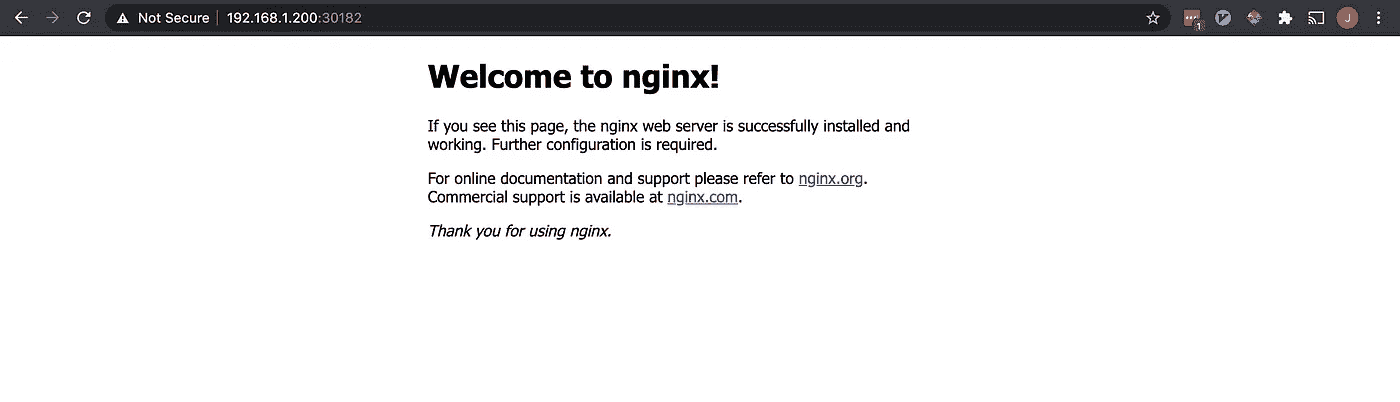 Not Secure 192.168.1.200:30182
1
J
Welcome to nginx!
If you see this page, the nginx web server is successfully installed and
working. Further configuration is required.
For online documentation and support please refer to nginx.org.
Commercial support is available at nginx.com.
Thank you for using nginx.